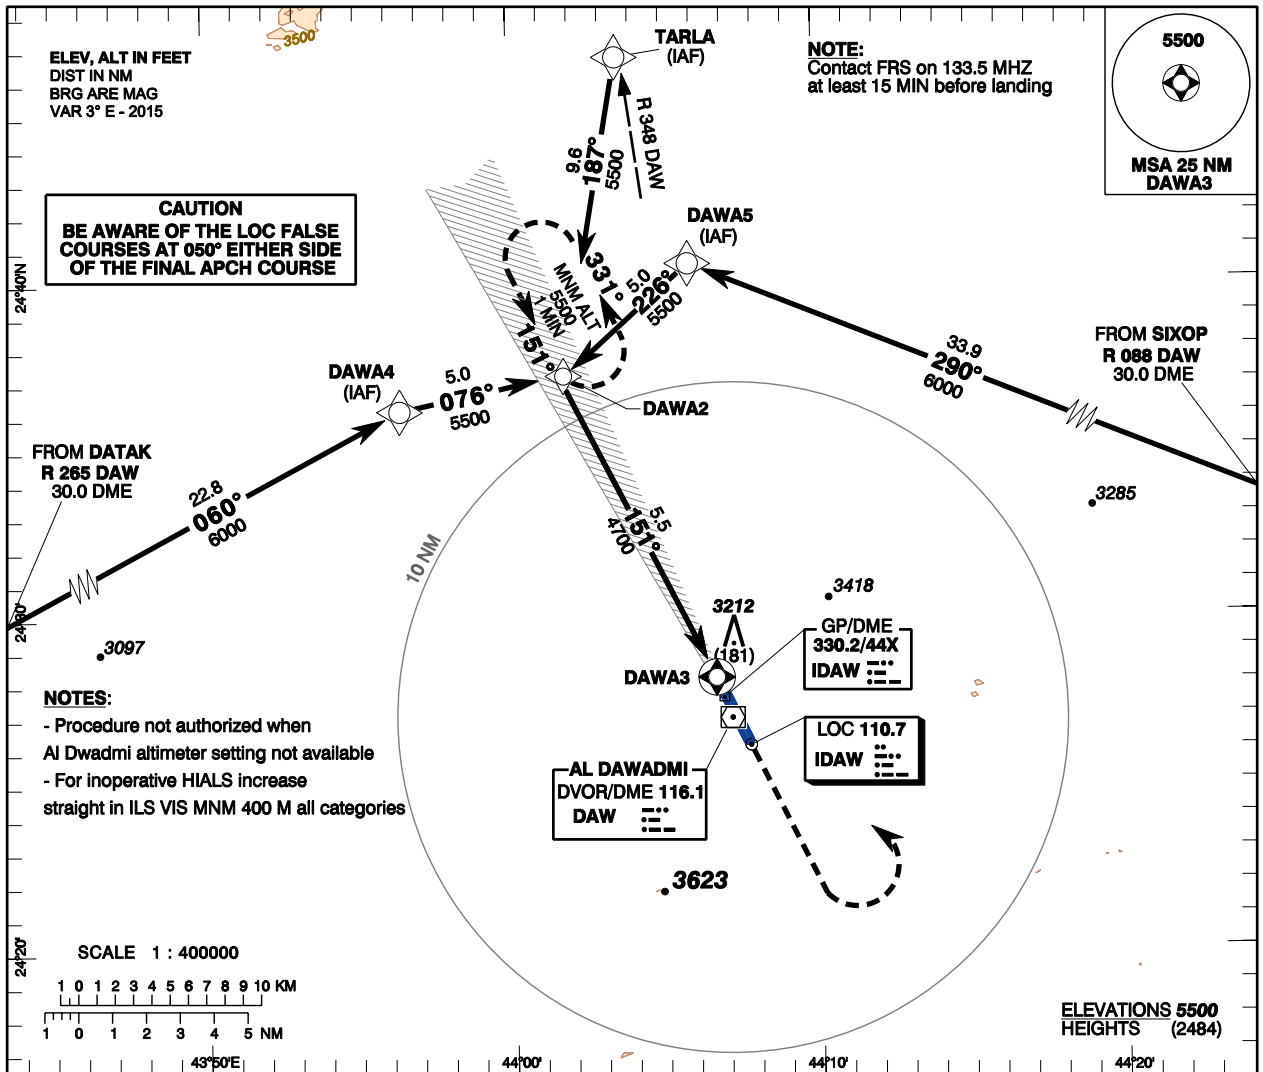 3500
ELEV, ALT IN FEET
DIST IN NM
BRG ARE MAG
VAR 3° E - 2015
TARLA
(IAF)
NOTE:
Contact FRS on 133.5 MHZ
at least 15 MIN before landing
5500
MSA 25 NM
DAWA3
CAUTION
BE AWARE OF THE LOC FALSE
COURSES AT 050° EITHER SIDE
OF THE FINAL APCH COURSE
9.6
187°
5500
R 348 DAW
DAWA5
(IAF)
331°
MNM ALT
5500
1 MIN
151°
5.0
226°
5500
24°40'N
33.9
290°
6000
FROM SIXOP
R 088 DAW
30.0 DME
DAWA4
(IAF)
5.0
076°
5500
DAWA2
FROM DATAK
R 265 DAW
30.0 DME
22.8
060°
6000
3285
5.5
151°
4700
10 NM
24°30'
3097
3418
3212
(181)
DAWA3
GP/DME
330.2/44X
IDAW
NOTES:
- Procedure not authorized when
Al Dwadmi altimeter setting not available
- For inoperative HIALS increase
straight in ILS VIS MNM 400 M all categories
LOC 110.7
IDAW
AL DAWADMI
DVOR/DME 116.1
DAW
3623
24°20'
SCALE 1 : 400000
1 0 1 2 3 4 5 6 7 8 9 10 KM
1 0 1 2 3 4 5 NM
ELEVATIONS 5500
HEIGHTS (2484)
43°50'E
44°00'
44°10'
44°20'